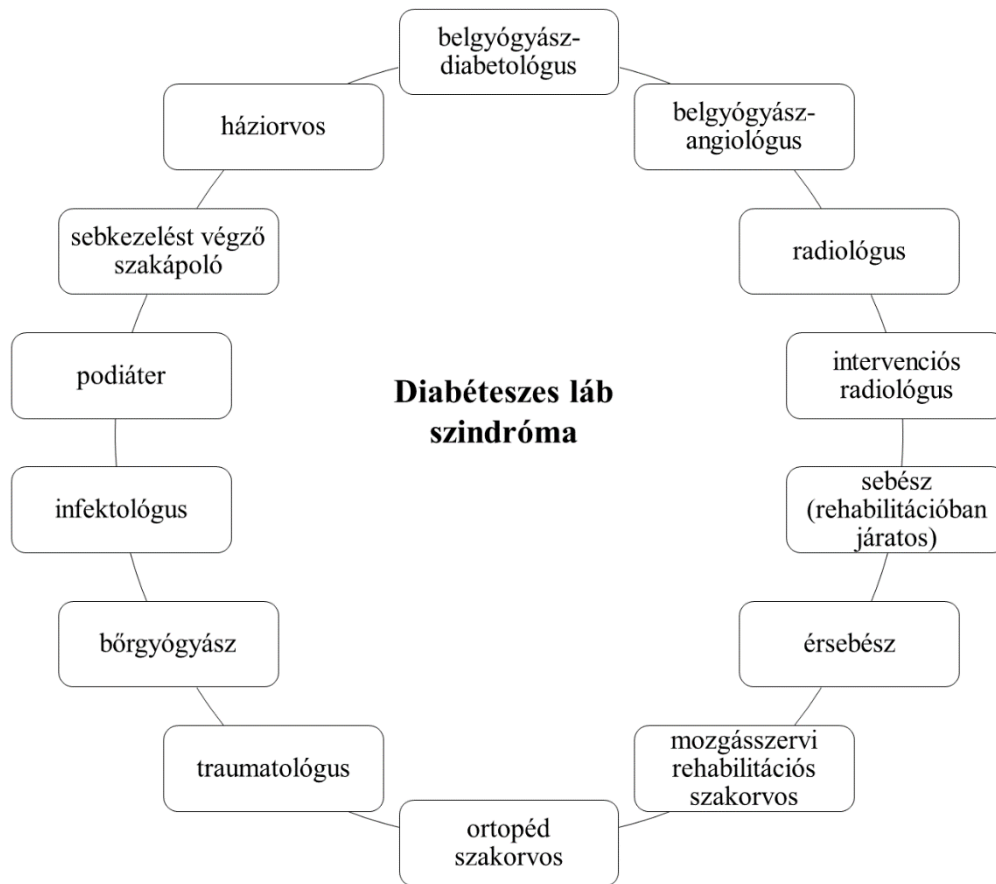 belgyógyász-
diabetológus
belgyógyász-
angiológus
radiológus
intervenciós
radiológus
sebész
(rehabilitációban
járatos)
érsebész
mozgásszervi
rehabilitációs
szakorvos
ortopéd
szakorvos
traumatológus
bőrgyógyász
infektológus
podiáter
sebkezelést végző
szakápoló
háziorvos
Diabéteszes láb
szindróma